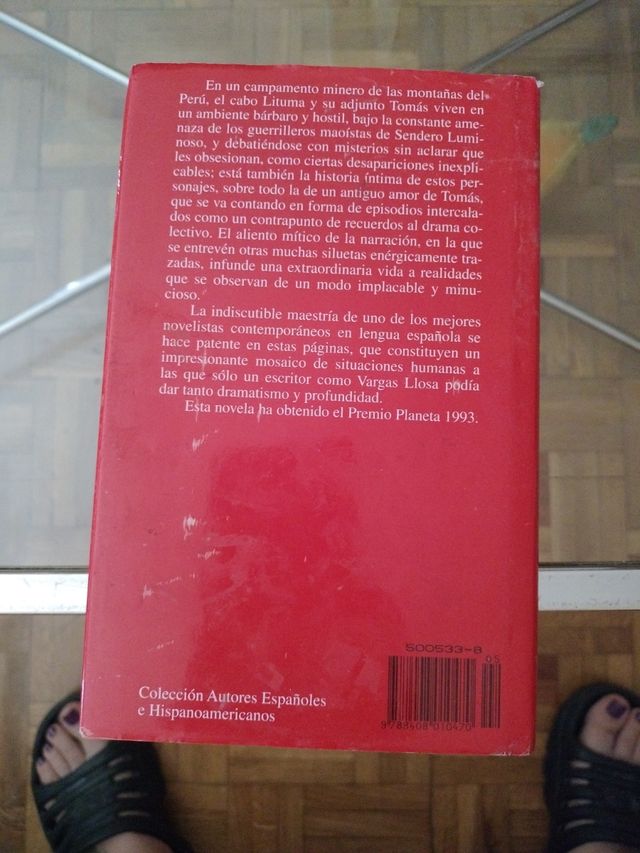 En un campamento minero de las montañas del
Perú, el cabo Lituma y su adjunto Tomás viven en
un ambiente bárbaro y hostil, bajo la constante ame-
naza de los guerrilleros maoístas de Sendero Lumi-
noso, y debatiéndose con misterios sin aclarar que
les obsesionan, como ciertas desapariciones inexpli-
cables; está también la historia íntima de estos per-
sonajes, sobre todo la de un antiguo amor de Tomás,
que se va contando en forma de episodios intercala-
dos como un contrapunto de recuerdos al drama co-
lectivo. El aliento mítico de la narración, en la que
se entrevén otras muchas siluetas enérgicamente tra-
zadas, infunde una extraordinaria vida a realidades
que se observan de un modo implacable y minu-
cioso.
La indiscutible maestría de uno de los mejores
novelistas contemporáneos en lengua española se
hace patente en estas páginas, que constituyen un
impresionante mosaico de situaciones humanas a
las que sólo un escritor como Vargas Llosa podía
dar tanto dramatismo y profundidad.
Esta novela ha obtenido el Premio Planeta 1993.
500533-8
05
9788408010470
Colección Autores Españoles
e Hispanoamericanos